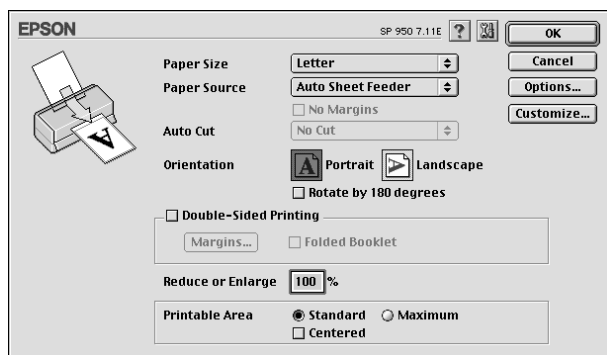 EPSON
SP 950 7.11E ?
OK
Paper Size Letter
Cancel
Paper Source Auto Sheet Feeder
Options...
No Margins
Customize...
Auto Cut No Cut
Orientation A Portrait A Landscape
Rotate by 180 degrees
Double-Sided Printing
Margins... Folded Booklet
Reduce or Enlarge 100 %
Printable Area Standard Maximum
Centered
A